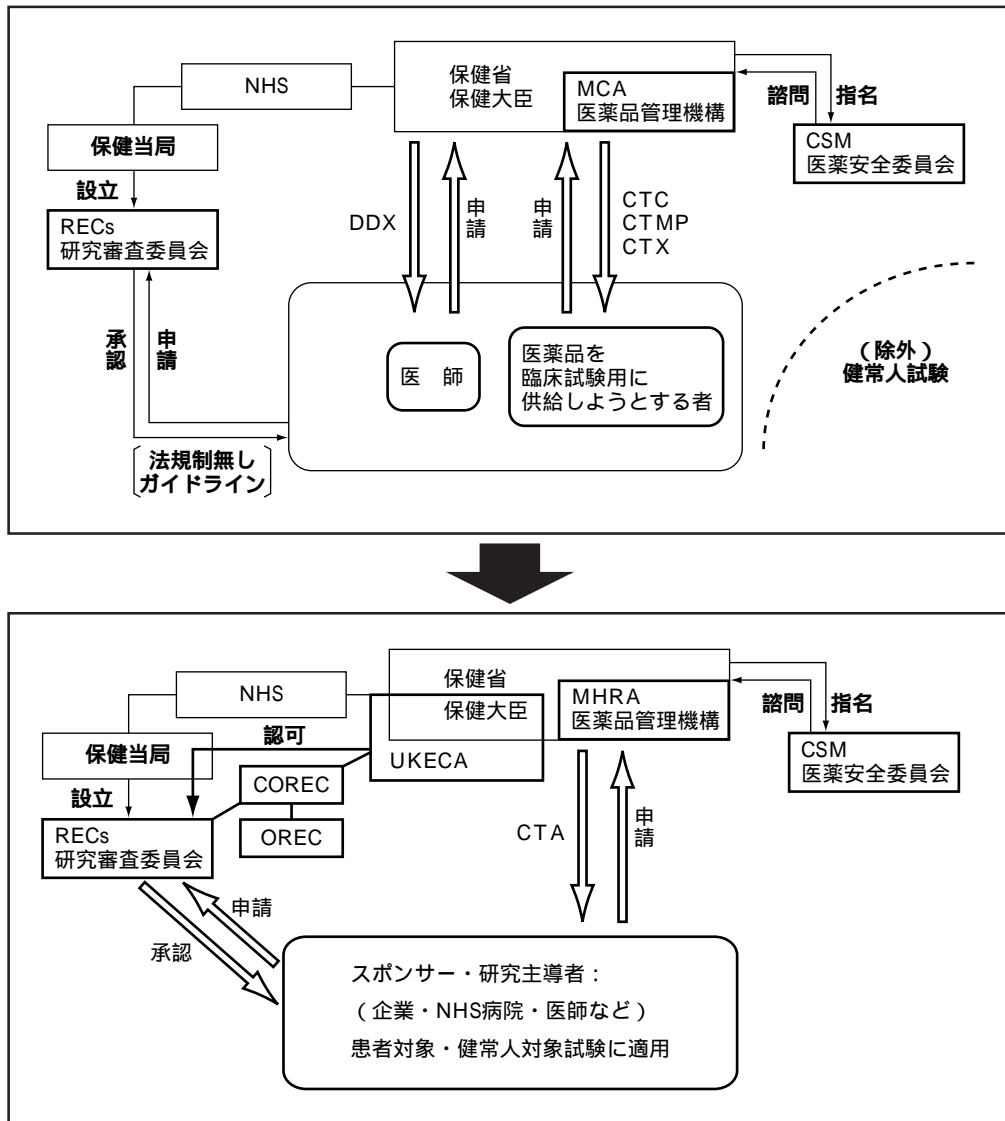 NHS
保健省
保健大臣
MCA
医薬品管理機構
諮問
指名
保健当局
CSM
医薬安全委員会
設立
RECs
研究審査委員会
DDX
申請
申請
CTC
CTMP
CTX
承認
申請
医 師
医薬品を
臨床試験用に
供給しようとする者
（除外）
健常人試験
〔法規制無し
ガイドライン〕
NHS
保健省
保健大臣
MHRA
医薬品管理機構
諮問
指名
認可
保健当局
UKECA
CSM
医薬安全委員会
設立
COREC
RECs
研究審査委員会
OREC
CTA
申請
申請
承認
スポンサー・研究主導者：
（企業・NHS病院・医師など）
患者対象・健常人対象試験に適用